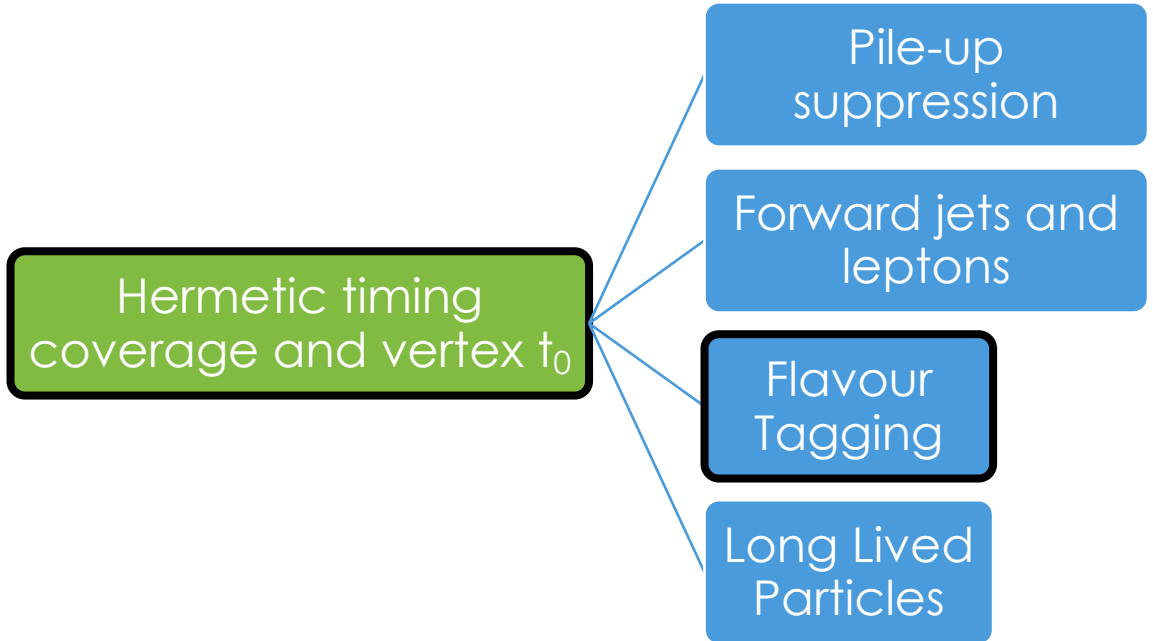 Pile-up
suppression
Forward jets and
leptons
Hermetic timing
coverage and vertex t₀
Flavour
Tagging
Long Lived
Particles